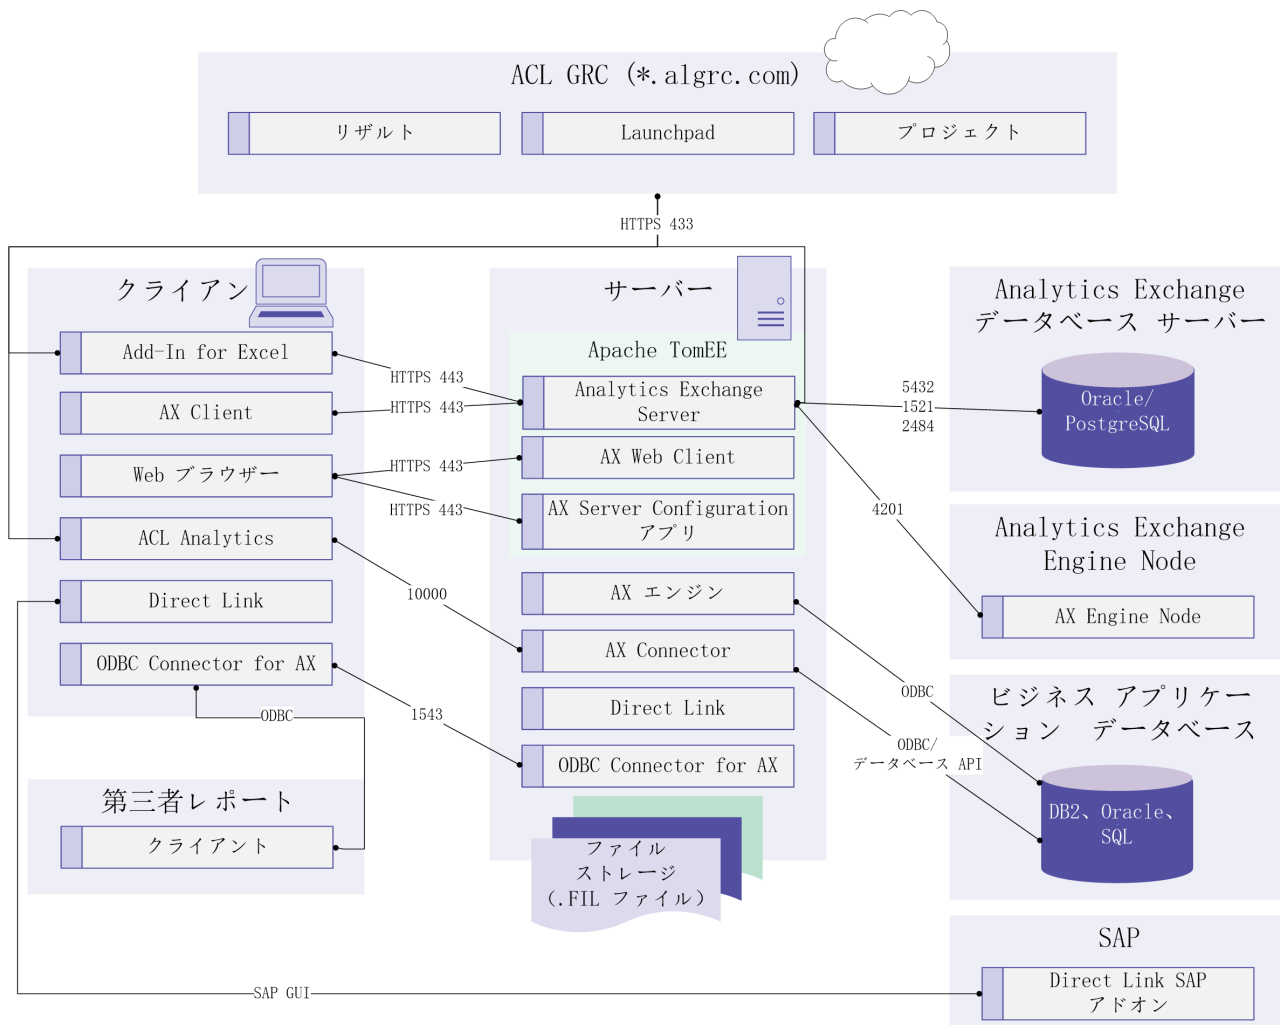 ACL GRC (*.algrc.com)
リザルト
Launchpad
プロジェクト
HTTPS 433
クライアン
Add-In for Excel
AX Client
Web ブラウザー
ACL Analytics
Direct Link
ODBC Connector for AX
HTTPS 443
HTTPS 443
HTTPS 443
HTTPS 443
10000
1543
ODBC
第三者レポート
クライアント
SAP GUI
サーバー
Apache TomEE
Analytics Exchange
Server
AX Web Client
AX Server Configuration
アプリ
AX エンジン
AX Connector
Direct Link
ODBC Connector for AX
ファイル
ストレージ
(.FIL ファイル)
5432
1521
2484
4201
ODBC
ODBC/
データベース API
Analytics Exchange
データベース サーバー
Oracle/
PostgreSQL
Analytics Exchange
Engine Node
AX Engine Node
ビジネス アプリケー
ション データベース
DB2、Oracle、
SQL
SAP
Direct Link SAP
アドオン